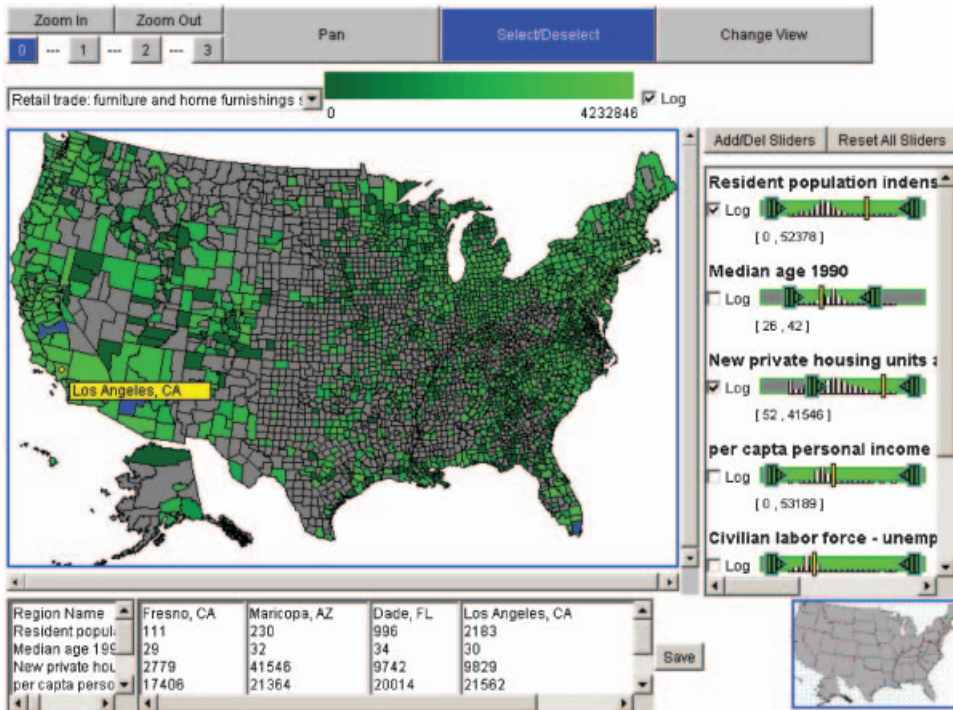 Zoom In Zoom Out
0 --- 1 --- 2 --- 3
Pan
Select/Deselect
Change View
Retail trade: furniture and home furnishings s
0 4232846
Log
Add/Del Sliders Reset All Sliders
Resident population indens
Log
[ 0 , 52378 ]
Median age 1990
Log
[ 26 , 42 ]
New private housing units a
Log
[ 52 , 41546 ]
per capta personal income
Log
[ 0 , 53189 ]
Civilian labor force - unemp
Log
Los Angeles, CA
Region Name Fresno, CA Maricopa, AZ Dade, FL Los Angeles, CA
Resident popula 111 230 996 2183
Median age 199 29 32 34 30
New private hou 2779 41546 9742 9829
per capta perso 17406 21364 20014 21562
Save